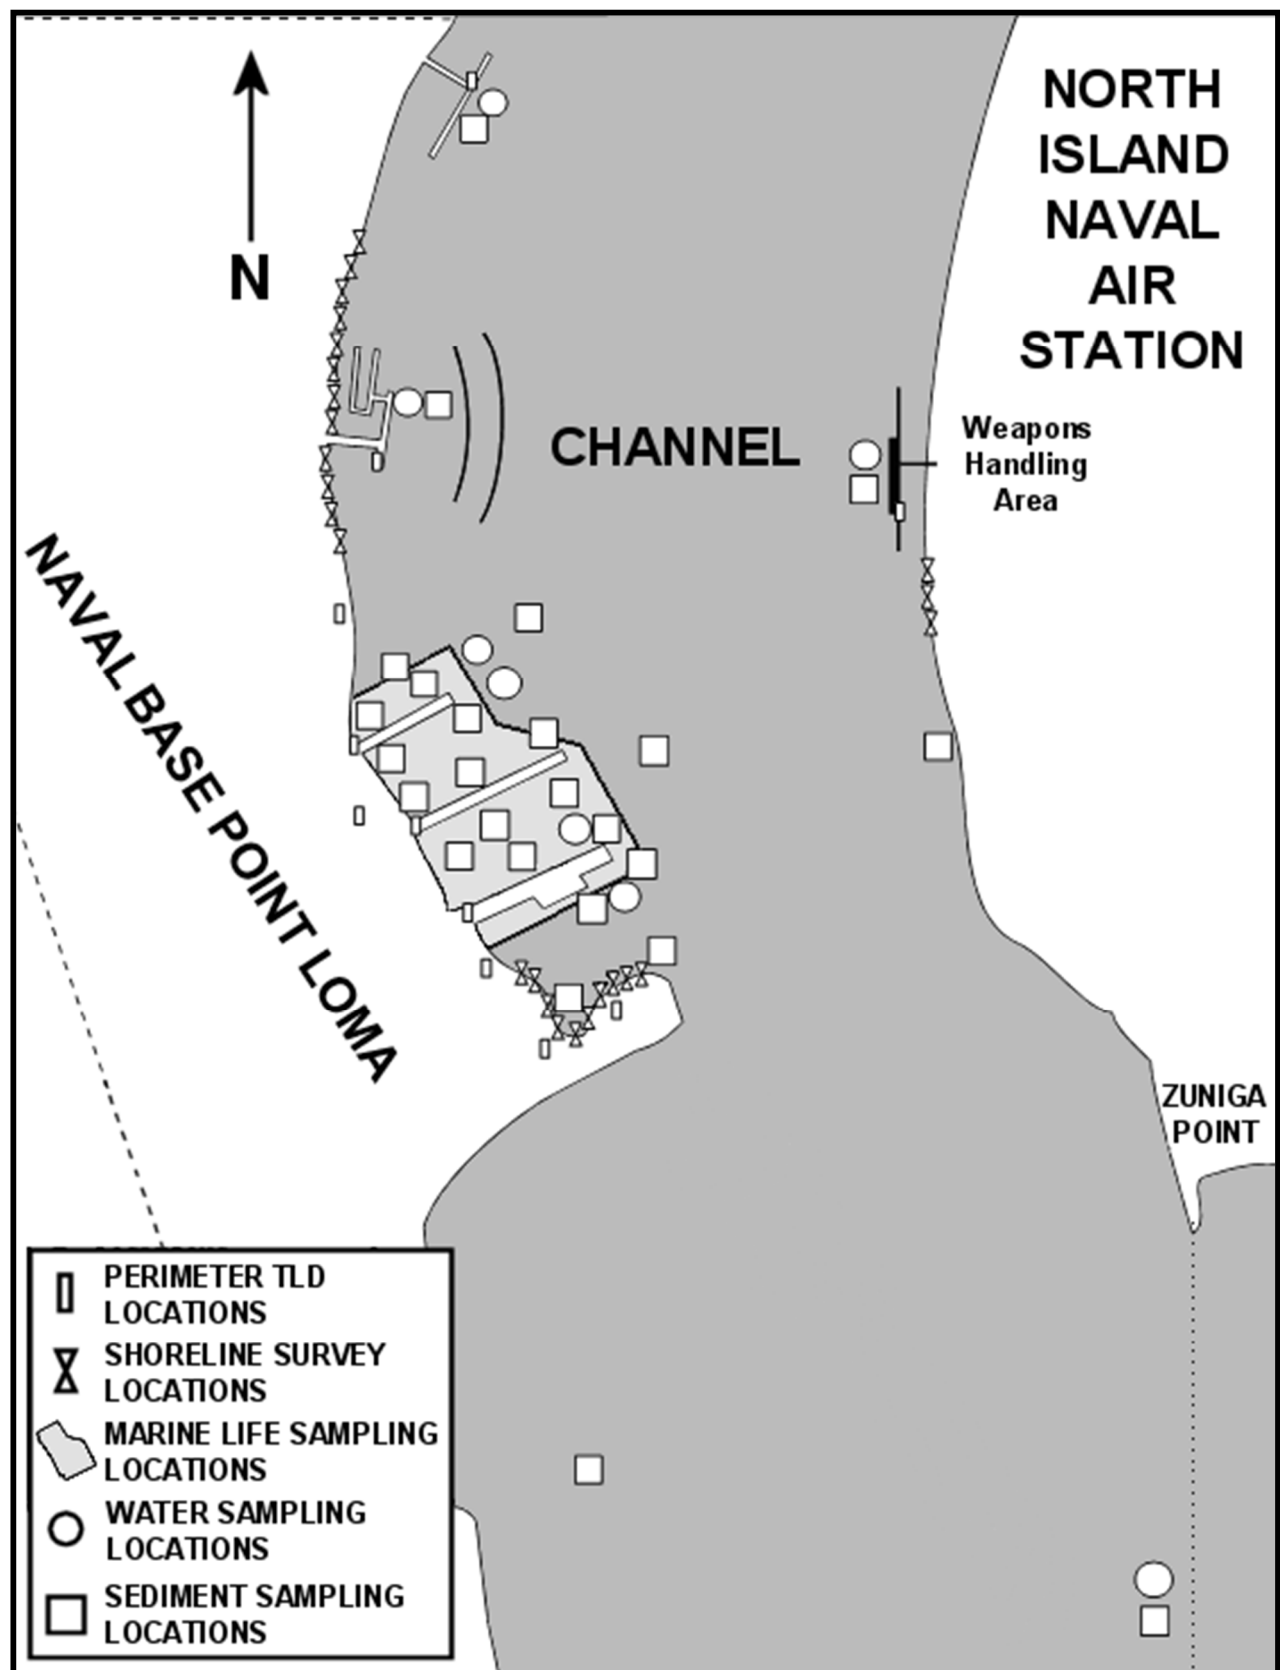 NORTH
ISLAND
NAVAL
AIR
STATION
N
CHANNEL
Weapons
Handling
Area
NAVAL BASE POINT LOMA
ZUNIGA
POINT
PERIMETER TLD
LOCATIONS
SHORELINE SURVEY
LOCATIONS
MARINE LIFE SAMPLING
LOCATIONS
WATER SAMPLING
LOCATIONS
SEDIMENT SAMPLING
LOCATIONS